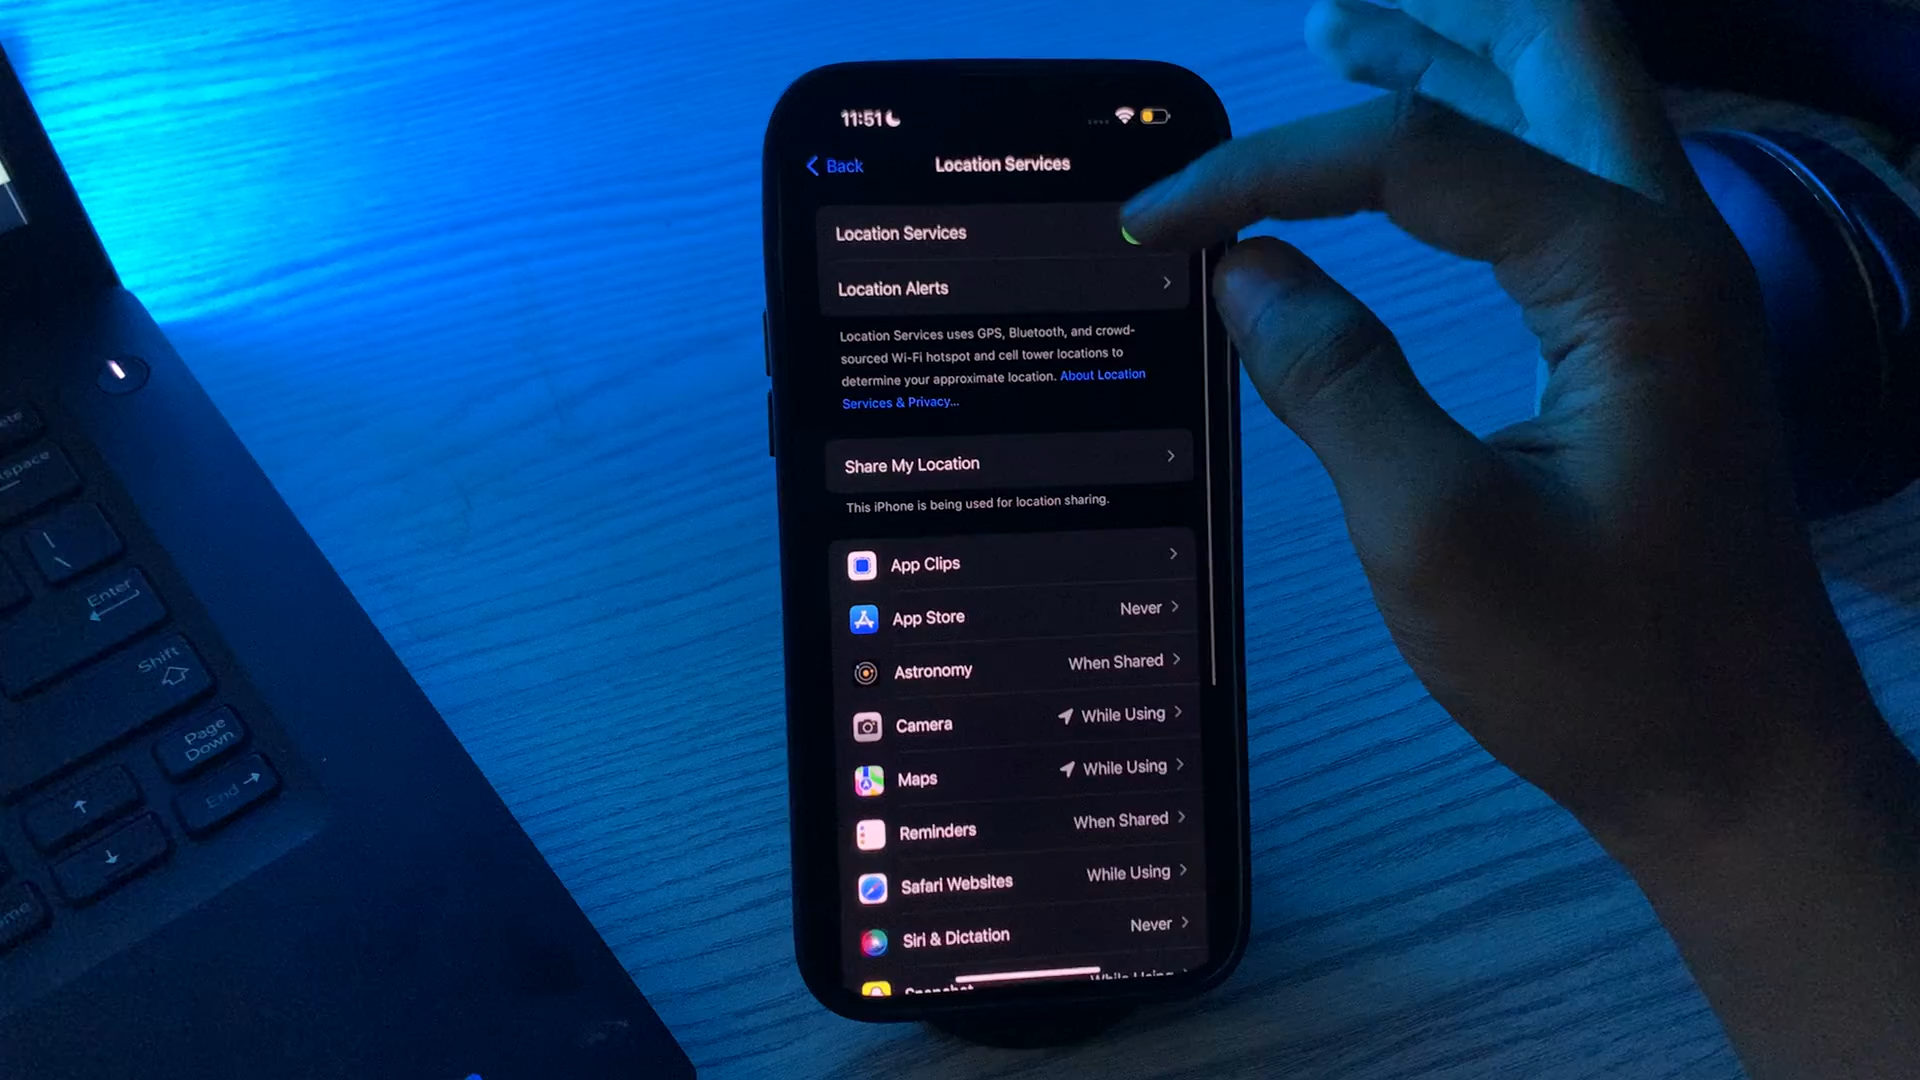 11:51
Back
Location Services
Location Services
Location Alerts
Location Services uses GPS, Bluetooth, and crowd-
sourced Wi-Fi hotspot and cell tower locations to
determine your approximate location. About Location
Services & Privacy...
Share My Location
This iPhone is being used for location sharing.
App Clips
App Store Never
Astronomy When Shared
Camera While Using
Maps While Using
Reminders When Shared
Safari Websites While Using
Siri & Dictation Never
Snapchat While Using
Enter
Shift
Page
Down
End